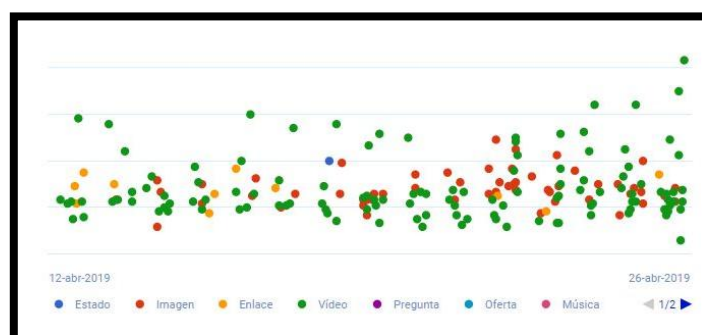 12-abr-2019 26-abr-2019
Estado Imagen Enlace Vídeo Pregunta Oferta Música 1/2